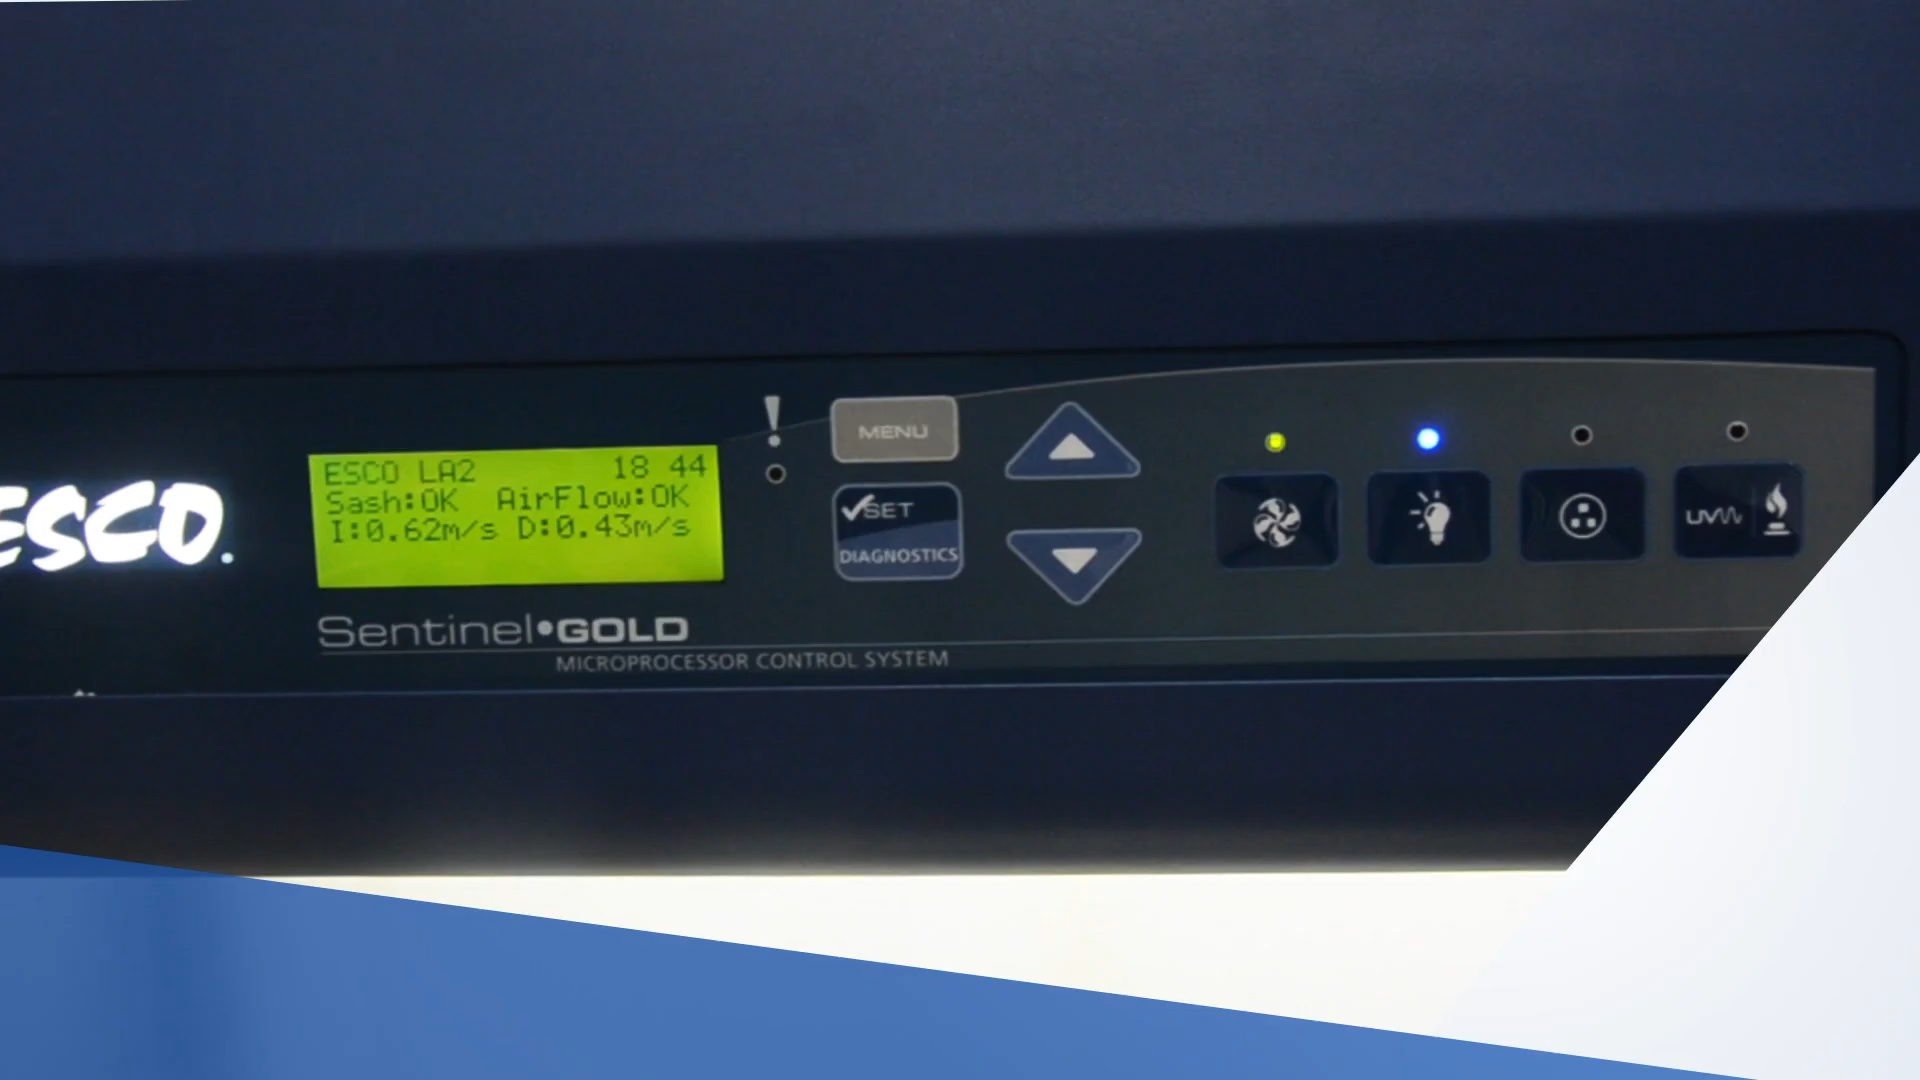 ESCO.
ESCO LA2 18 44
Sash:OK AirFlow:OK
I:0.62m/s D:0.43m/s
Sentinel•GOLD
MICROPROCESSOR CONTROL SYSTEM
!
MENU
SET
DIAGNOSTICS
UV